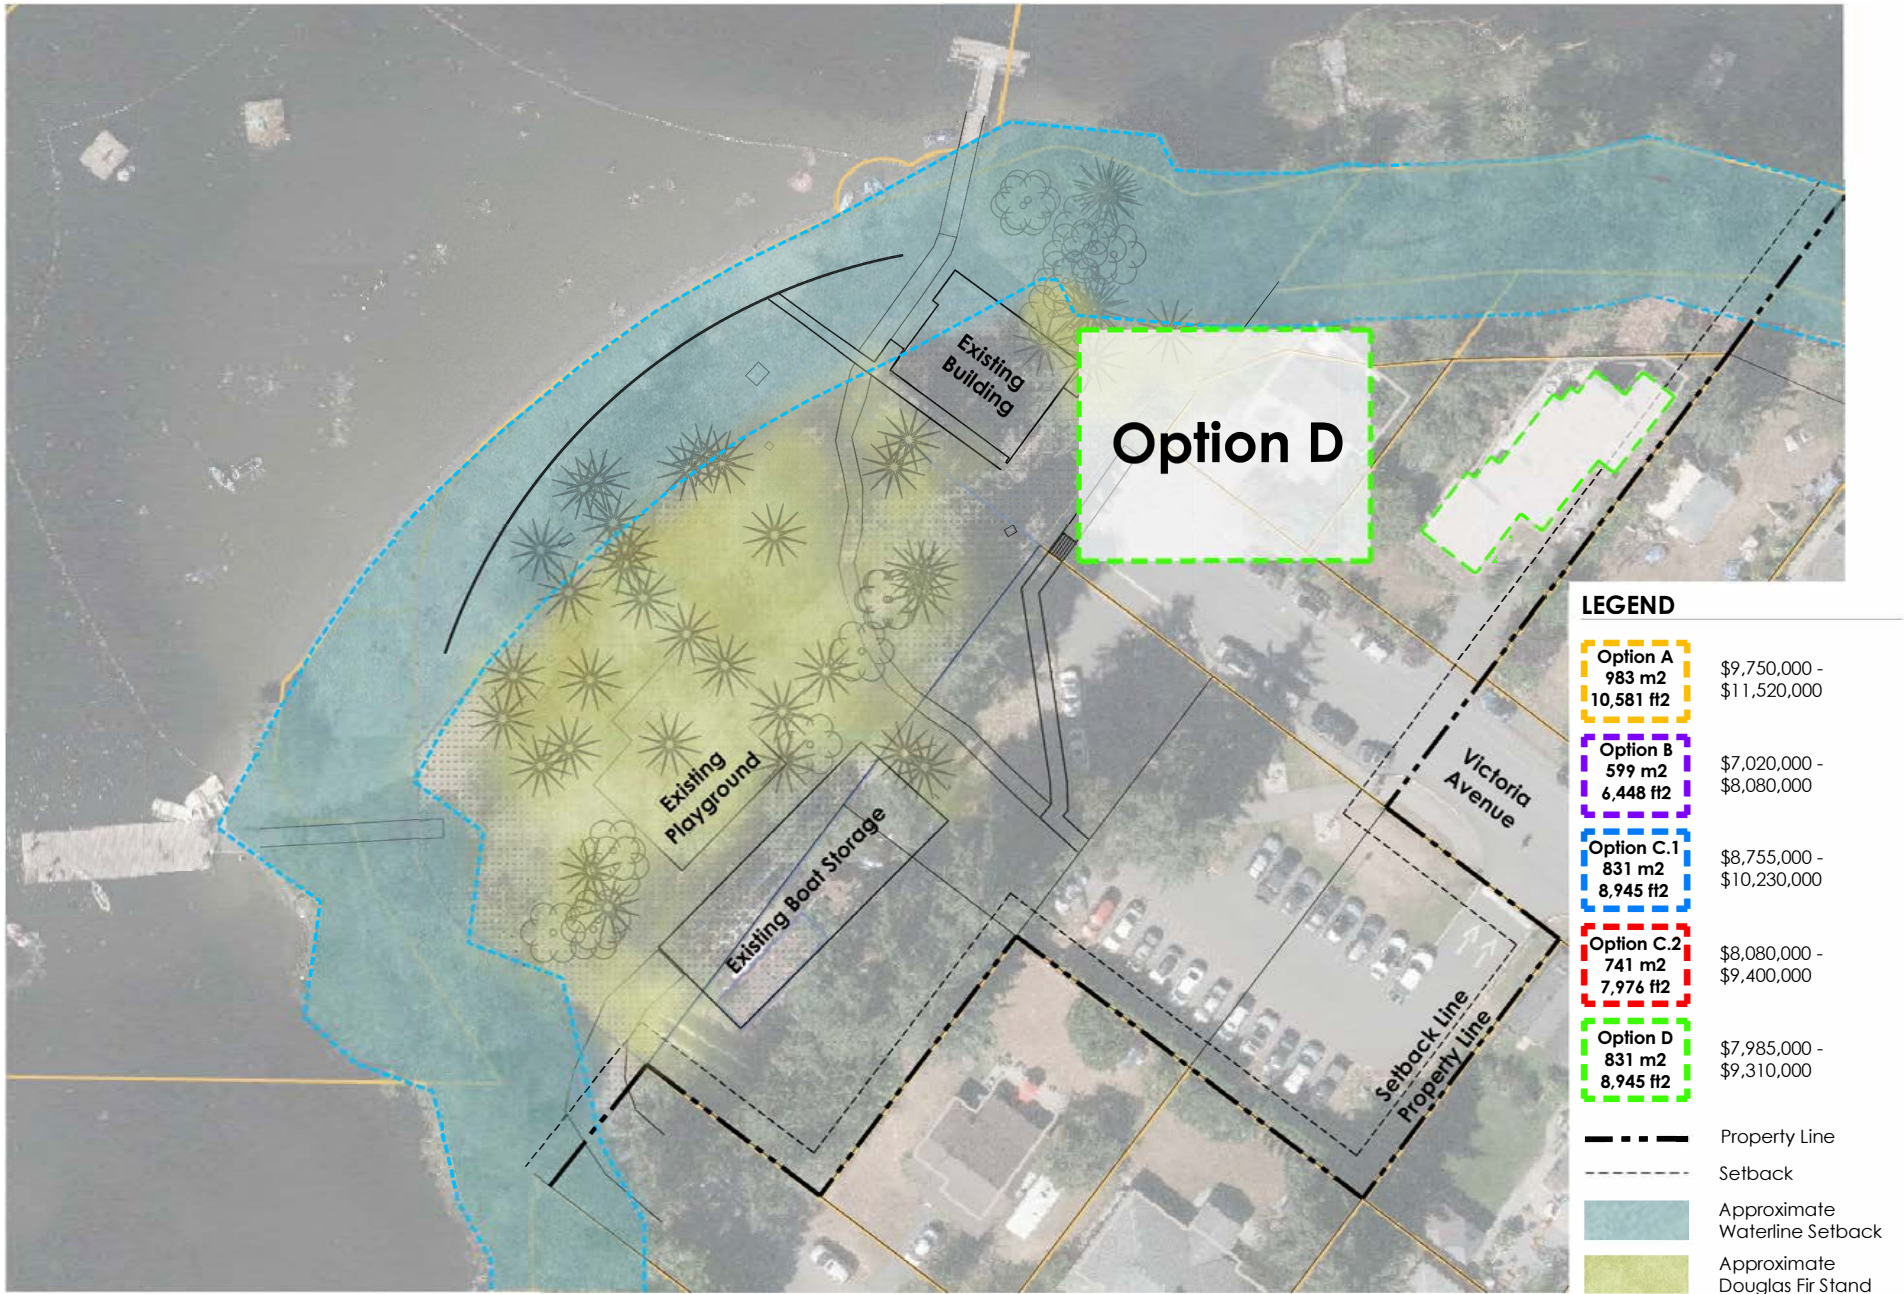 Existing
Building
Option D
Existing
Playground
Existing Boat Storage
Victoria
Avenue
Setback Line
Property Line
LEGEND
Option A
983 m2
10,581 ft2
$9,750,000 -
$11,520,000
Option B
599 m2
6,448 ft2
$7,020,000 -
$8,080,000
Option C.1
831 m2
8,945 ft2
$8,755,000 -
$10,230,000
Option C.2
741 m2
7,976 ft2
$8,080,000 -
$9,400,000
Option D
831 m2
8,945 ft2
$7,985,000 -
$9,310,000
Property Line
Setback
Approximate
Waterline Setback
Approximate
Douglas Fir Stand